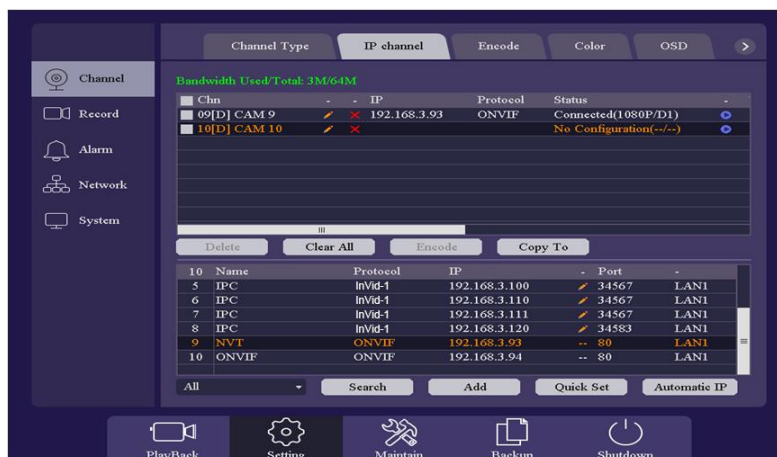 Channel Type IP channel Encode Color OSD >
Channel
Record
Alarm
Network
System
Bandwidth Used/Total: 3M/64M
Chn - - IP Protocol Status -
09[D] CAM 9 192.168.3.93 ONVIF Connected(1080P/D1)
10[D] CAM 10 No Configuration(--/--)
Delete Clear All Encode Copy To
10 Name Protocol IP - Port -
5 IPC InVid-1 192.168.3.100 34567 LAN1
6 IPC InVid-1 192.168.3.110 34567 LAN1
7 IPC InVid-1 192.168.3.111 34567 LAN1
8 IPC InVid-1 192.168.3.120 34583 LAN1
9 NVT ONVIF 192.168.3.93 -- 80 LAN1
10 ONVIF ONVIF 192.168.3.94 -- 80 LAN1
All Search Add Quick Set Automatic IP
PlayBack Setting Maintain Backup Shutdown